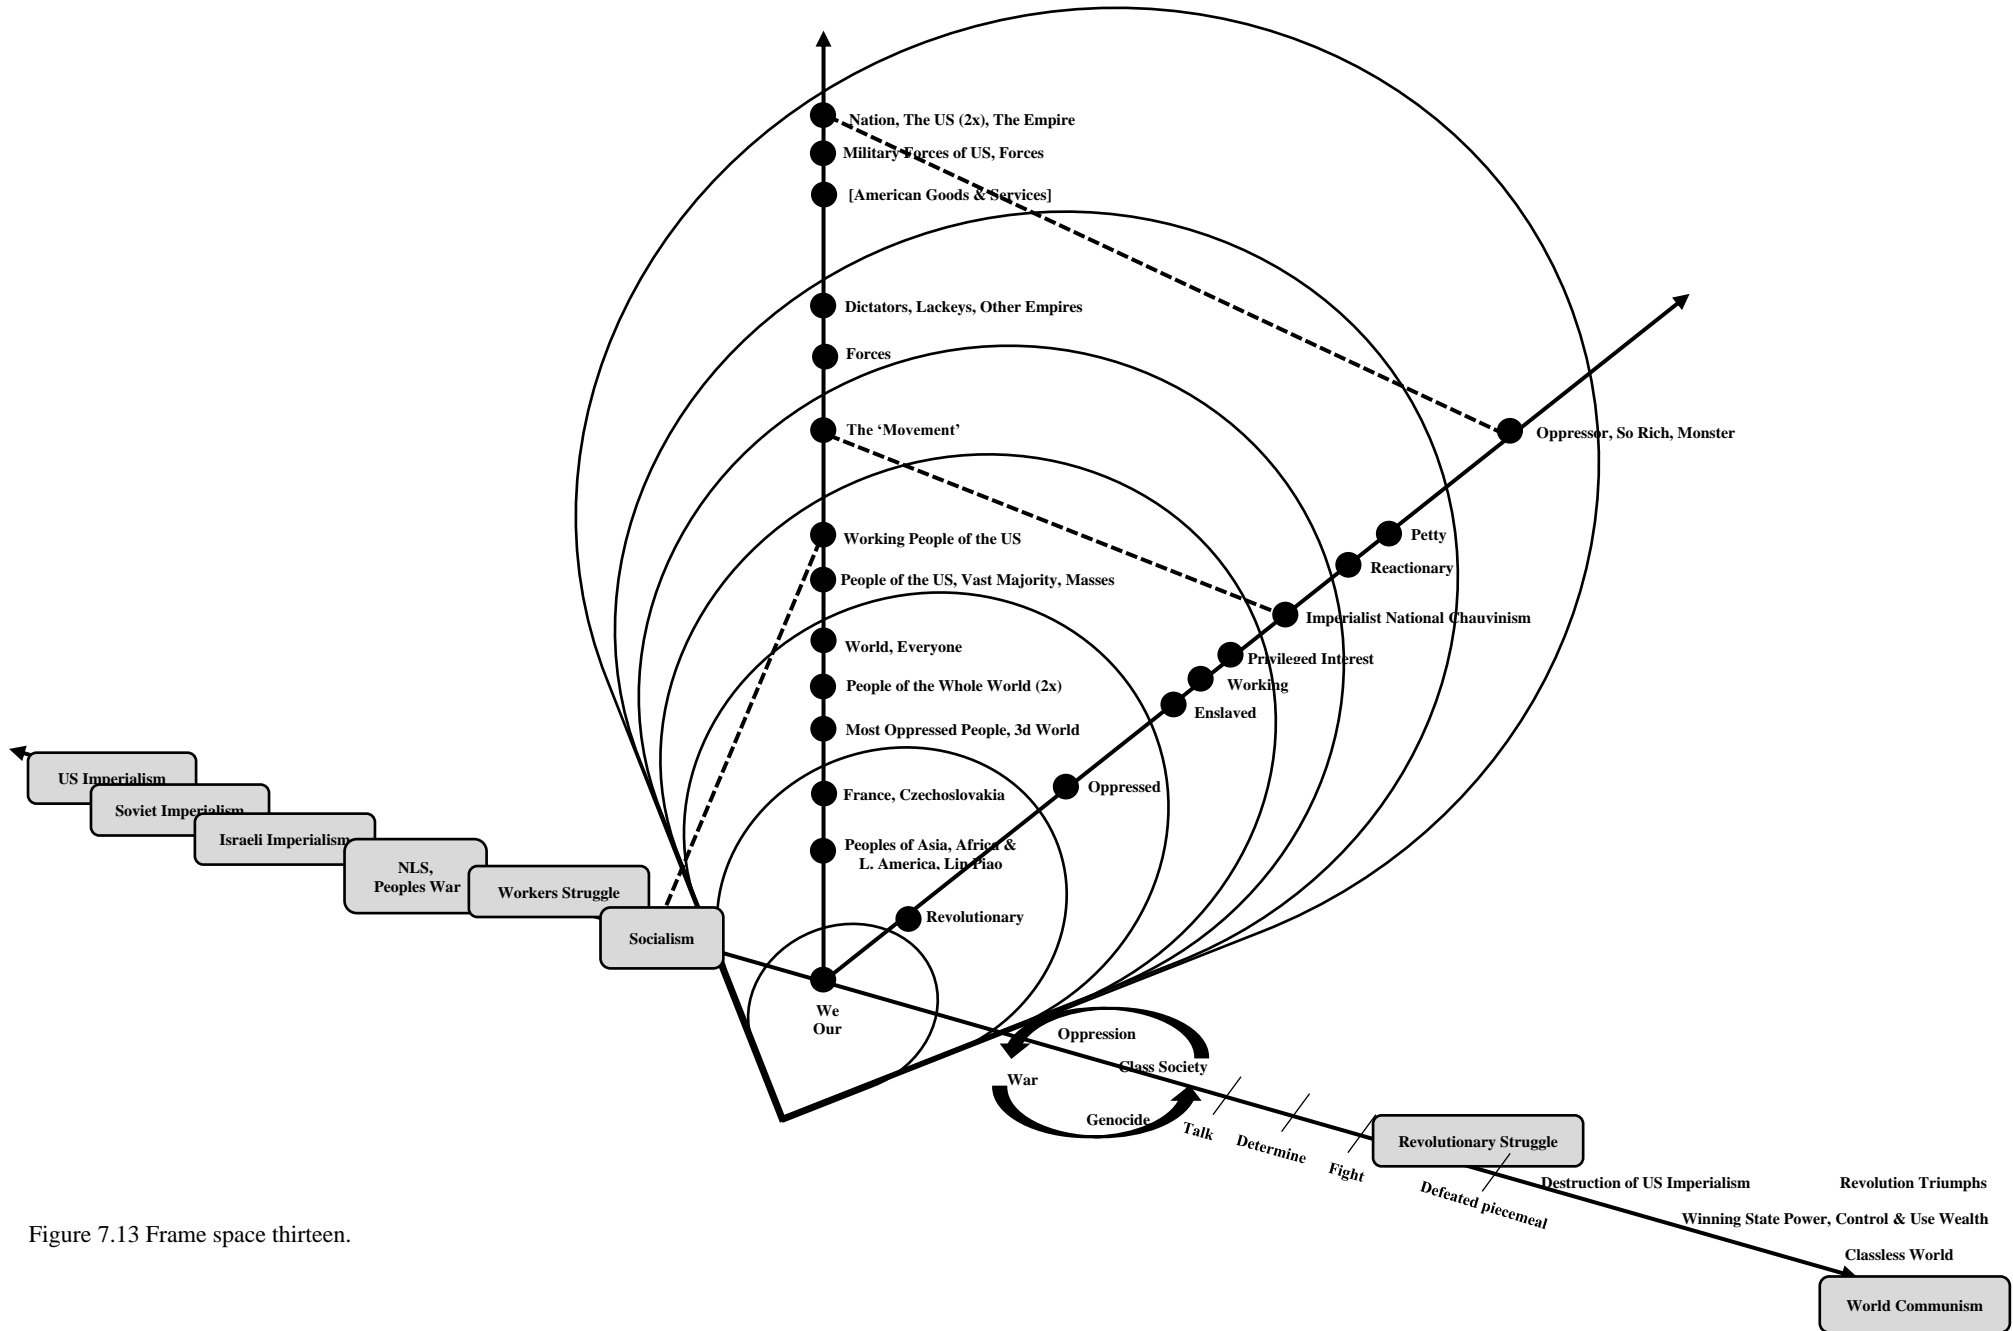 Nation, The US (2x), The Empire
Military Forces of US, Forces
[American Goods & Services]
Dictators, Lackeys, Other Empires
Forces
The ‘Movement’
Oppressor, So Rich, Monster
Working People of the US
Petty
Reactionary
People of the US, Vast Majority, Masses
Imperialist National Chauvinism
World, Everyone
Privileged Interest
People of the Whole World (2x)
Working
Enslaved
Most Oppressed People, 3d World
Oppressed
France, Czechoslovakia
Peoples of Asia, Africa &
L. America, Lin Piao
Revolutionary
US Imperialism
Soviet Imperialism
Israeli Imperialism
NLS,
Peoples War
Workers Struggle
Socialism
We
Our
Oppression
Class Society
War
Genocide
Talk
Determine
Fight
Revolutionary Struggle
Defeated piecemeal
Destruction of US Imperialism
Revolution Triumphs
Winning State Power, Control & Use Wealth
Classless World
World Communism
Figure 7.13 Frame space thirteen.